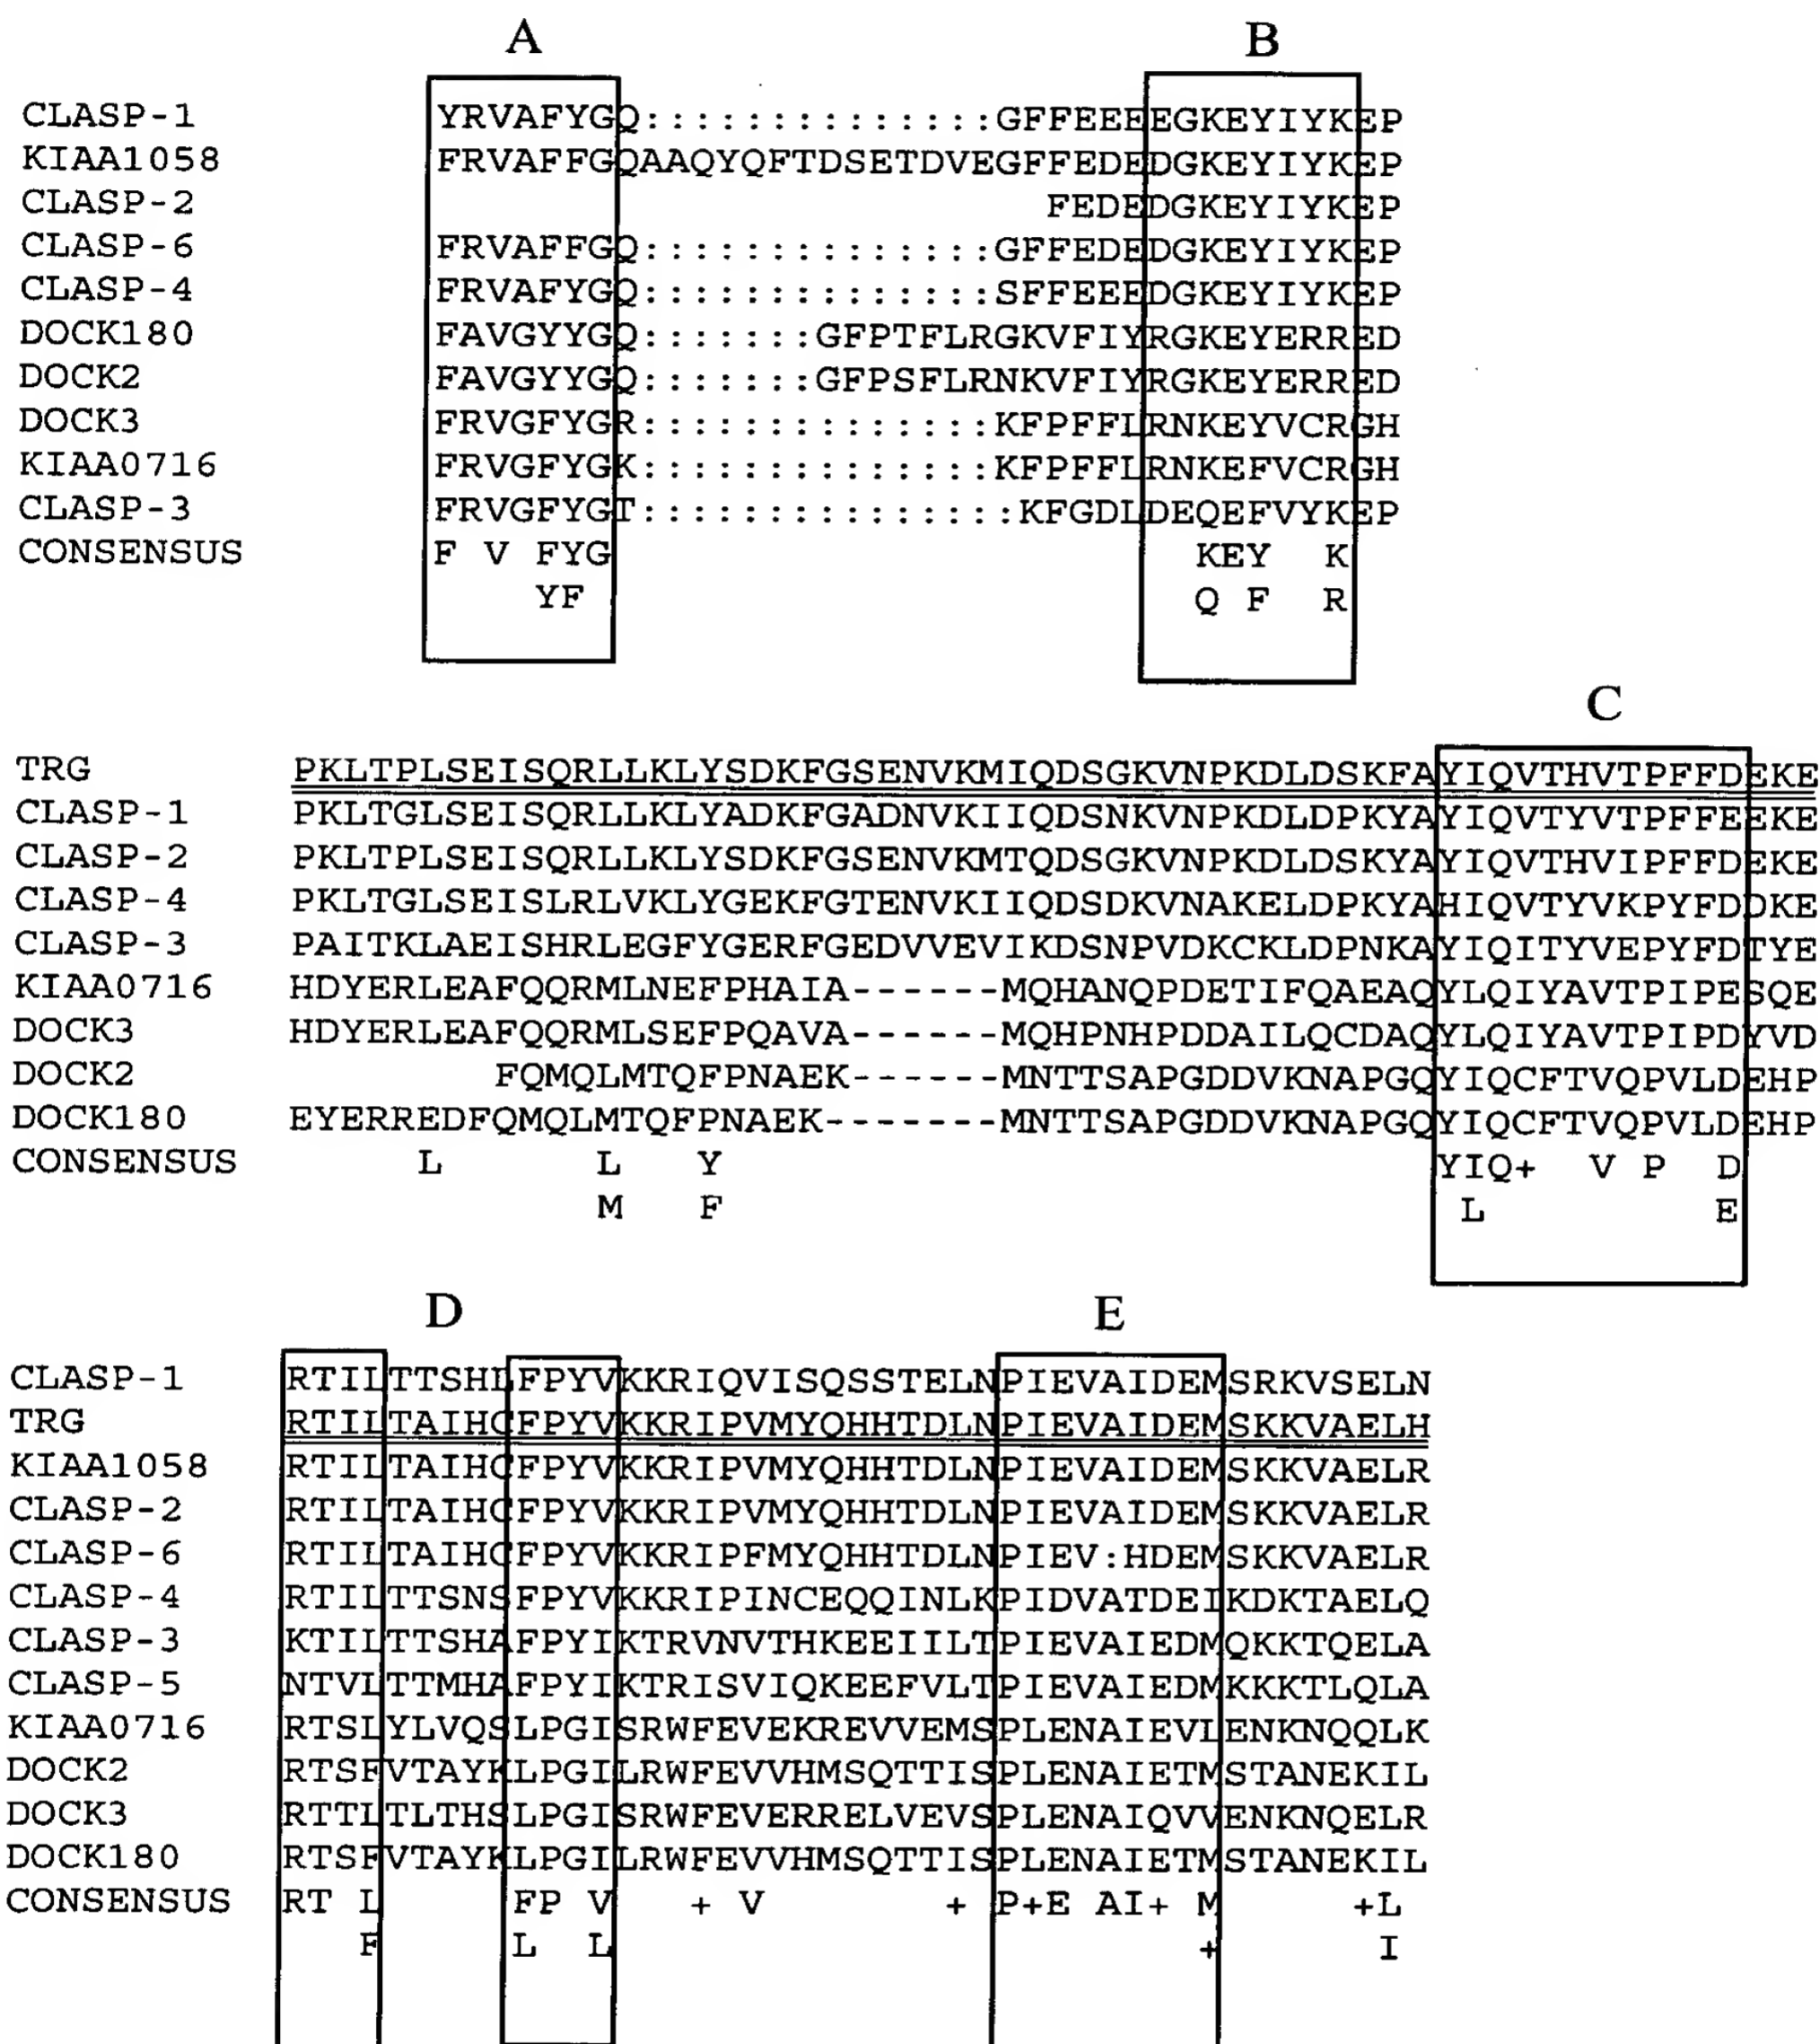 A B
CLASP-1 YRVAFYGQ::::::::::::::GFFEEEEGKEYIYKEP
KIAA1058 FRVAFFGQAAQYQFTDSETDVEGFFEDEDGKEYIYKEP
CLASP-2 FEDEDGKEYIYKEP
CLASP-6 FRVAFFGQ::::::::::::::GFFEDEDGKEYIYKEP
CLASP-4 FRVAFYGQ::::::::::::::SFFEEEDGKEYIYKEP
DOCK180 FAVGYYGQ:::::::GFPTFLRGKVFIYRGKEYERRED
DOCK2 FAVGYYGQ:::::::GFPSFLRNKVFIYRGKEYERRED
DOCK3 FRVGFYGR::::::::::::::KFPFFLRNKEYVCRGH
KIAA0716 FRVGFYGK::::::::::::::KFPFFLRNKEFVCRGH
CLASP-3 FRVGFYGT:::::::::::::::KFGDLDEQEFVYKEP
CONSENSUS F V FYG KEY K
YF Q F R
C
TRG PKLTPLSEISQRLLKLYSDKFGSENVKMIQDSGKVNPKDLDSKFAYIQVTHVTPFFDEKE
CLASP-1 PKLTGLSEISQRLLKLYADKFGADNVKIIQDSNKVNPKDLDPKYAYIQVTYVTPFFEEKE
CLASP-2 PKLTPLSEISQRLLKLYSDKFGSENVKMTQDSGKVNPKDLDSKYAYIQVTHVIPFFDEKE
CLASP-4 PKLTGLSEISLRLVKLYGEKFGTENVKIIQDSDKVNAKELDPKYAHIQVTYVKPYFDDKE
CLASP-3 PAITKLAEISHRLEGFYGERFGEDVVEVIKDSNPVDKCKLDPNKAYIQITYVEPYFDTYE
KIAA0716 HDYERLEAFQQRMLNEFPHAIA------MQHANQPDETIFQAEAQYLQIYAVTPIPESQE
DOCK3 HDYERLEAFQQRMLSEFPQAVA------MQHPNHPDDAILQCDAQYLQIYAVTPIPDYVD
DOCK2 FQMQLMTQFPNAEK------MNTTSAPGDDVKNAPGQYIQCFTVQPVLDEHP
DOCK180 EYERREDFQMQLMTQFPNAEK-------MNTTSAPGDDVKNAPGQYIQCFTVQPVLDEHP
CONSENSUS L L Y YIQ+ V P D
M F L E
D E
CLASP-1 RTILTTSHLFPYVKKRIQVISQSSTELNPIEVAIDEMSRKVSELN
TRG RTILTAIHCFPYVKKRIPVMYQHHTDLNPIEVAIDEMSKKVAELH
KIAA1058 RTILTAIHCFPYVKKRIPVMYQHHTDLNPIEVAIDEMSKKVAELR
CLASP-2 RTILTAIHCFPYVKKRIPVMYQHHTDLNPIEVAIDEMSKKVAELR
CLASP-6 RTILTAIHCFPYVKKRIPFMYQHHTDLNPIEV:HDEMSKKVAELR
CLASP-4 RTILTTSNSFPYVKKRIPINCEQQINLKPIDVATDEIKDKTAELQ
CLASP-3 KTILTTSHAFPYIKTRVNVTHKEEIILTPIEVAIEDMQKKTQELA
CLASP-5 NTVLTTMHAFPYIKTRISVIQKEEFVLTPIEVAIEDMKKKTLQLA
KIAA0716 RTSLYLVQSLPGISRWFEVEKREVVEMSPLENAIEVLENKNQQLK
DOCK2 RTSFVTAYKLPGILRWFEVVHMSQTTISPLENAIETMSTANEKIL
DOCK3 RTTLTLTHSLPGISRWFEVERRELVEVSPLENAIQVVENKNQELR
DOCK180 RTSFVTAYKLPGILRWFEVVHMSQTTISPLENAIETMSTANEKIL
CONSENSUS RT L FP V + V + P+E AI+ M +L
F L L + I